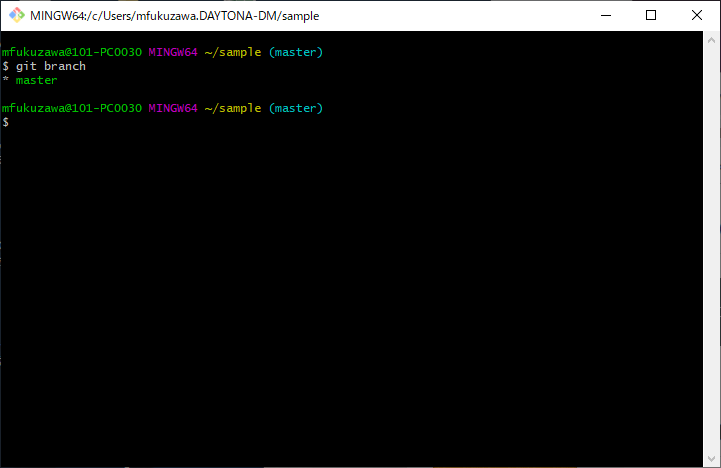 MINGW64:/c/Users/mfukuzawa.DAYTONA-DM/sample
mfukuzawa@101-PC0030 MINGW64 ~/sample (master)
$ git branch
* master
mfukuzawa@101-PC0030 MINGW64 ~/sample (master)
$